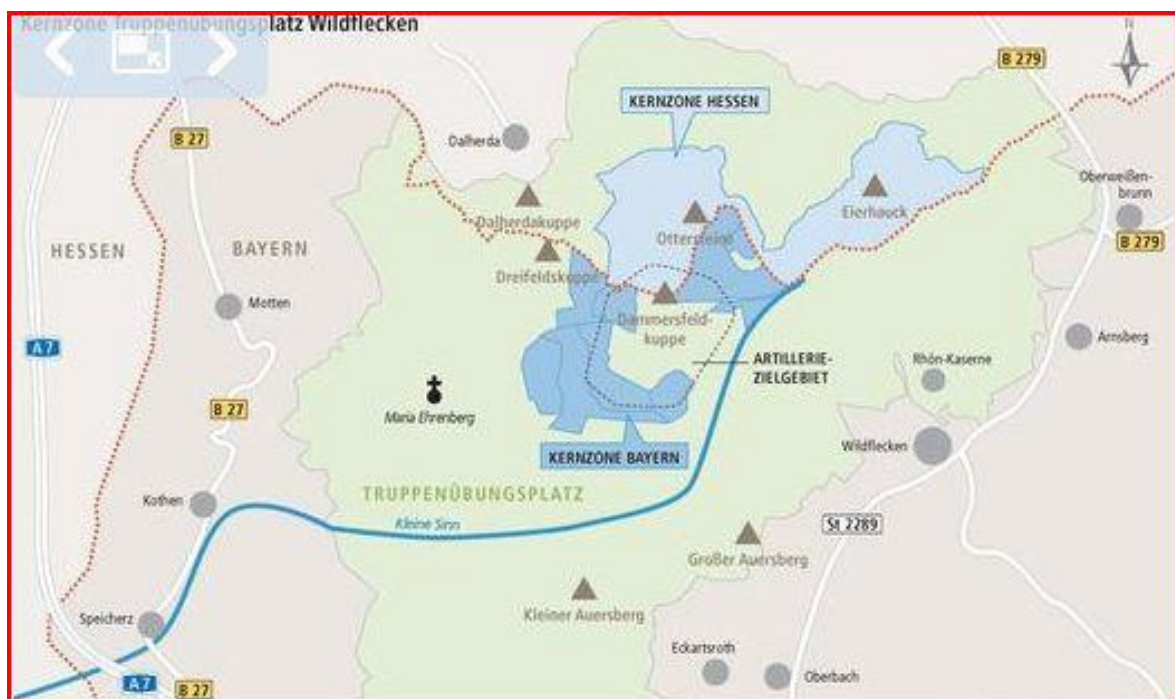 Kernzone Truppenübungsplatz Wildflecken
N
B 279
KERNZONE HESSEN
B 27
Dalherda
Oberweißen-
brunn
Eierhauck
Dalherdakuppe
Ottersteine
B 279
HESSEN
BAYERN
Dreifeldskuppe
Motten
Dammersfeld-
kuppe
Arnsberg
A 7
ARTILLERIE-
ZIELGEBIET
Rhön-Kaserne
B 27
Maria Ehrenberg
Wildflecken
KERNZONE BAYERN
TRUPPENÜBUNGSPLATZ
Kothen
Kleine Sinn
St 2289
Großer Auersberg
Kleiner Auersberg
Speicherz
Eckartsroth
Oberbach
A 7
B 27